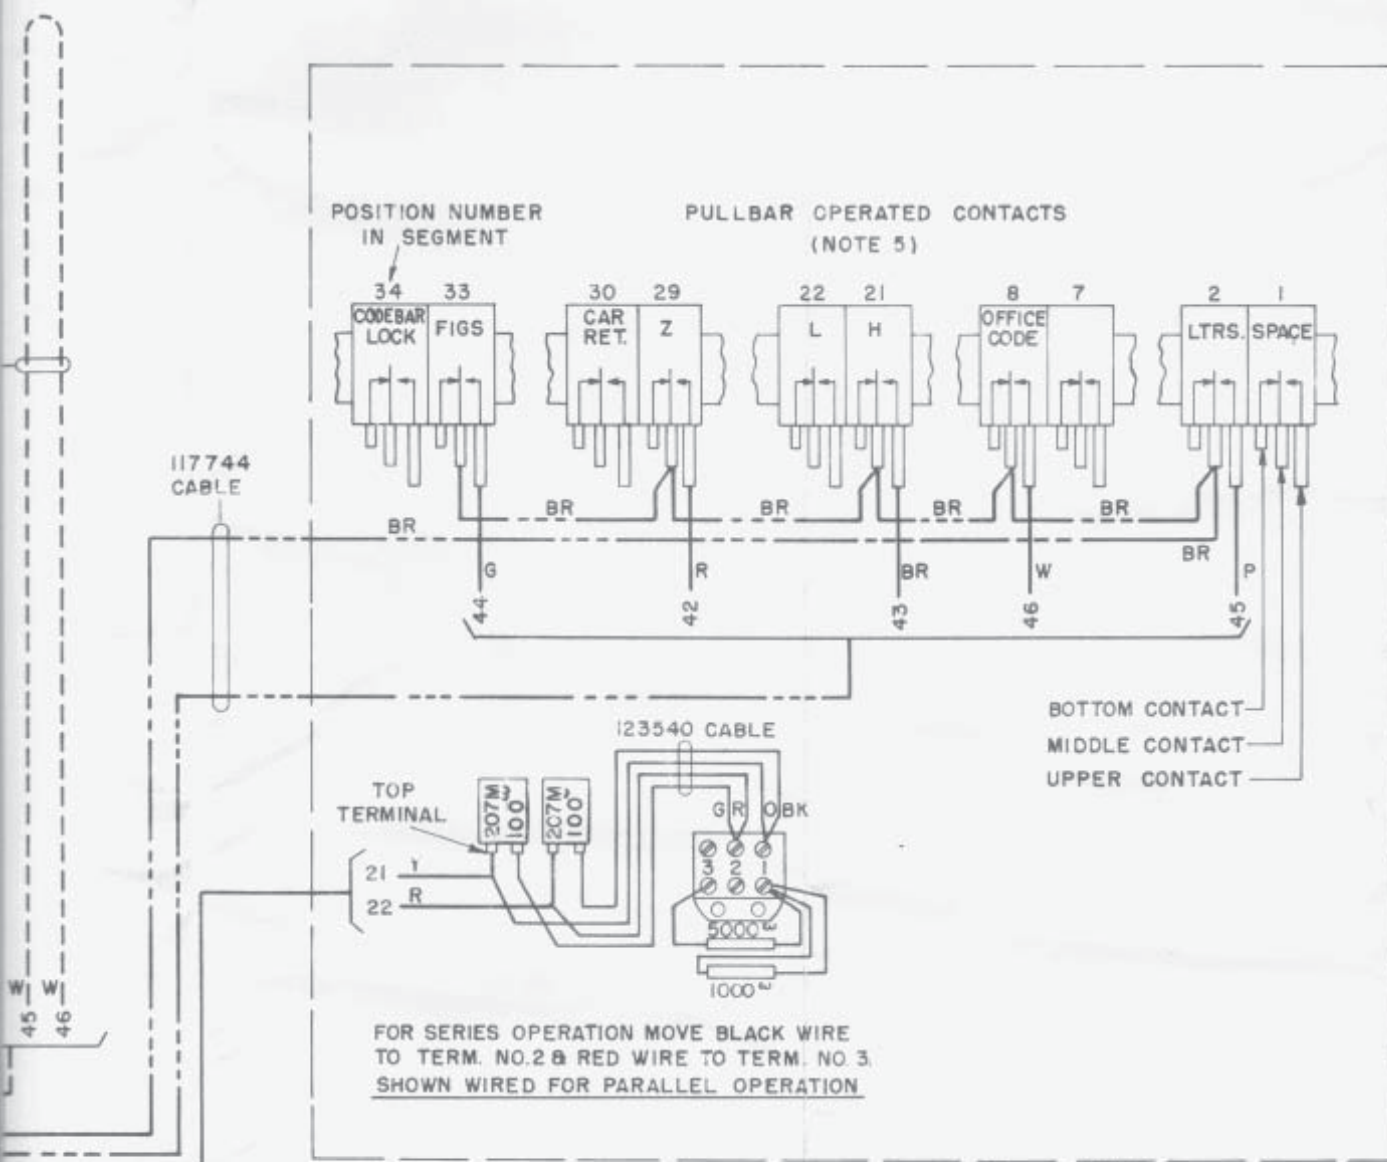 POSITION NUMBER
IN SEGMENT
PULLBAR OPERATED CONTACTS
(NOTE 5)
34 33 30 29 22 21 8 7 2 1
CODEBAR
LOCK
FIGS
CAR
RET.
Z
L
H
OFFICE
CODE
LTRS.
SPACE
117744
CABLE
BR
BR
BR
BR
BR
BR
G
R
BR
W
P
44
42
43
46
45
BOTTOM CONTACT
MIDDLE CONTACT
UPPER CONTACT
123540 CABLE
TOP
TERMINAL
207M
100~
207M
100~
G R O BK
3 2 1
21 Y
22 R
5000ω
1000ω
W W
45 46
FOR SERIES OPERATION MOVE BLACK WIRE
TO TERM. NO.2 & RED WIRE TO TERM. NO. 3.
SHOWN WIRED FOR PARALLEL OPERATION